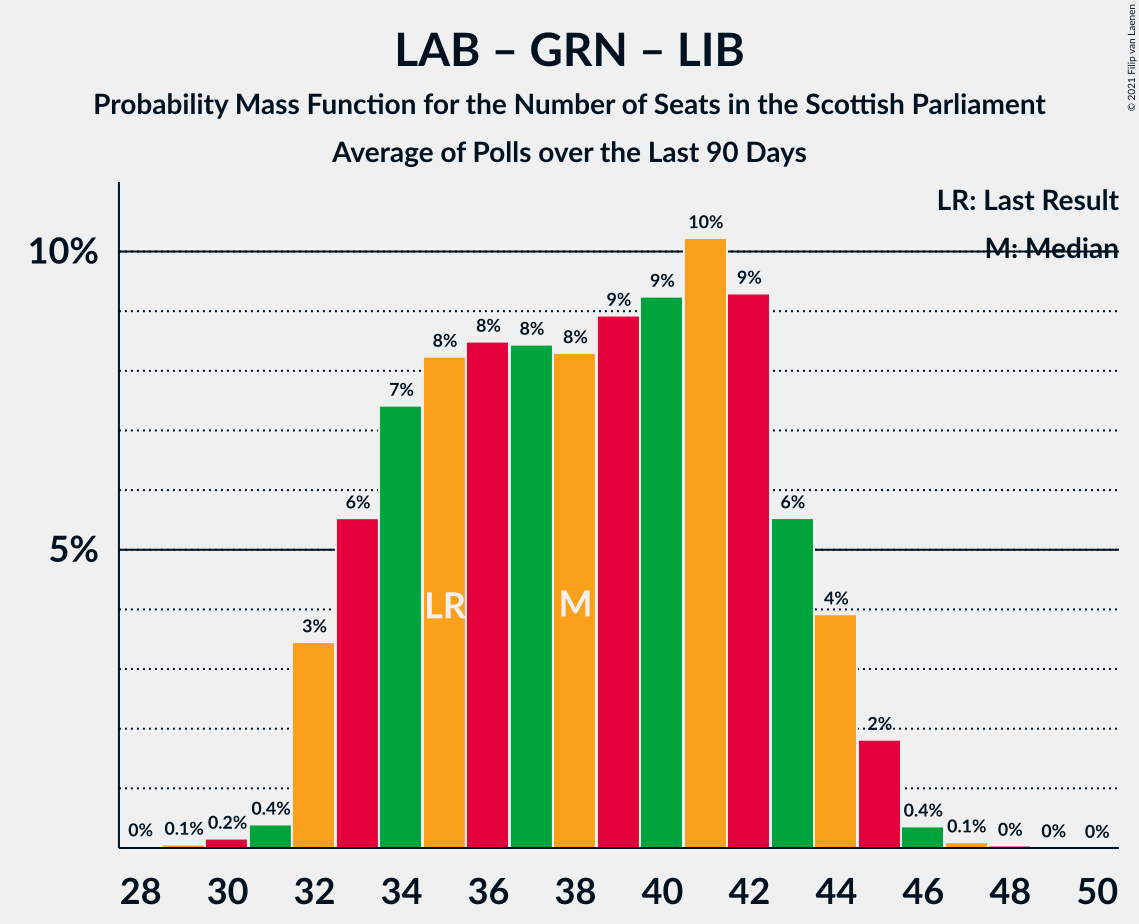 © 2021 Filip van Laenen
LAB – GRN – LIB
Probability Mass Function for the Number of Seats in the Scottish Parliament
Average of Polls over the Last 90 Days
LR: Last Result
M: Median
10%
5%
0%
0.1%
0.2%
0.4%
3%
6%
7%
8%
8%
8%
8%
9%
9%
10%
9%
6%
4%
2%
0.4%
0.1%
0%
0%
0%
LR
M
28 30 32 34 36 38 40 42 44 46 48 50